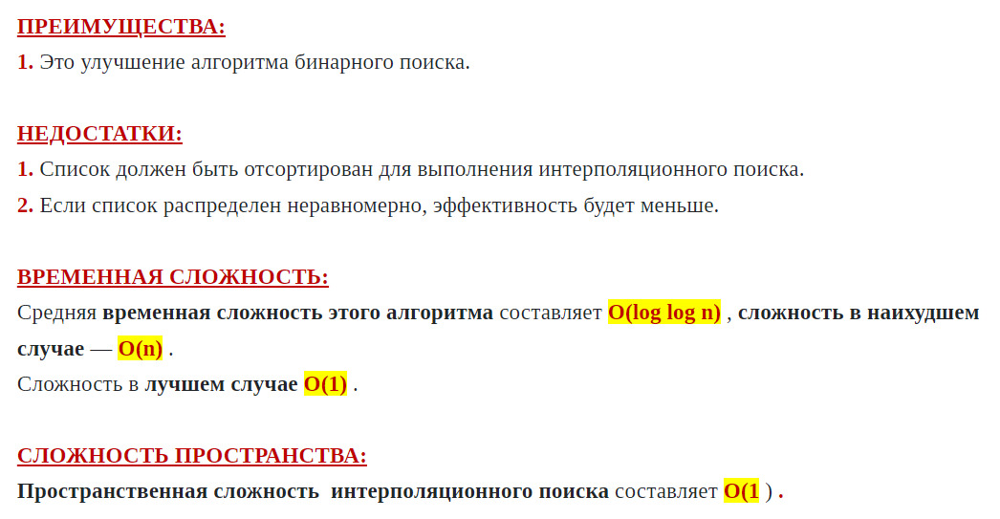 ПРЕИМУЩЕСТВА:
1. Это улучшение алгоритма бинарного поиска.
НЕДОСТАТКИ:
1. Список должен быть отсортирован для выполнения интерполяционного поиска.
2. Если список распределен неравномерно, эффективность будет меньше.
ВРЕМЕННАЯ СЛОЖНОСТЬ:
Средняя временная сложность этого алгоритма составляет O(log log n) , сложность в наихудшем
случае — O(n) .
Сложность в лучшем случае O(1) .
СЛОЖНОСТЬ ПРОСТРАНСТВА:
Пространственная сложность  интерполяционного поиска составляет O(1 ) .